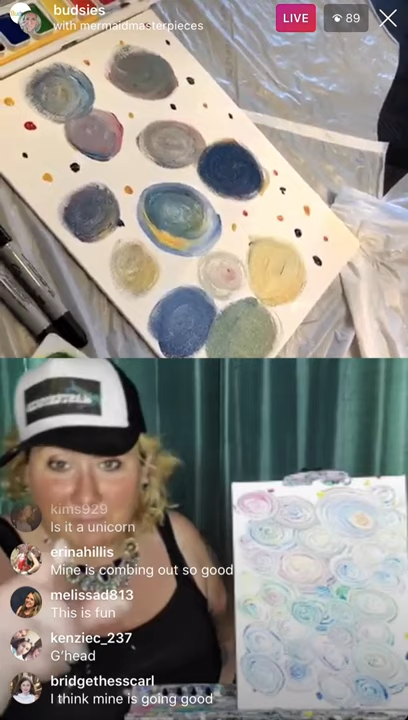 budsies
with mermaidmasterpieces
LIVE
89
kims929
Is it a unicorn
erinahillis
Mine is combing out so good
melissad813
This is fun
kenziec_237
G'head
bridgethesscarl
I think mine is going good